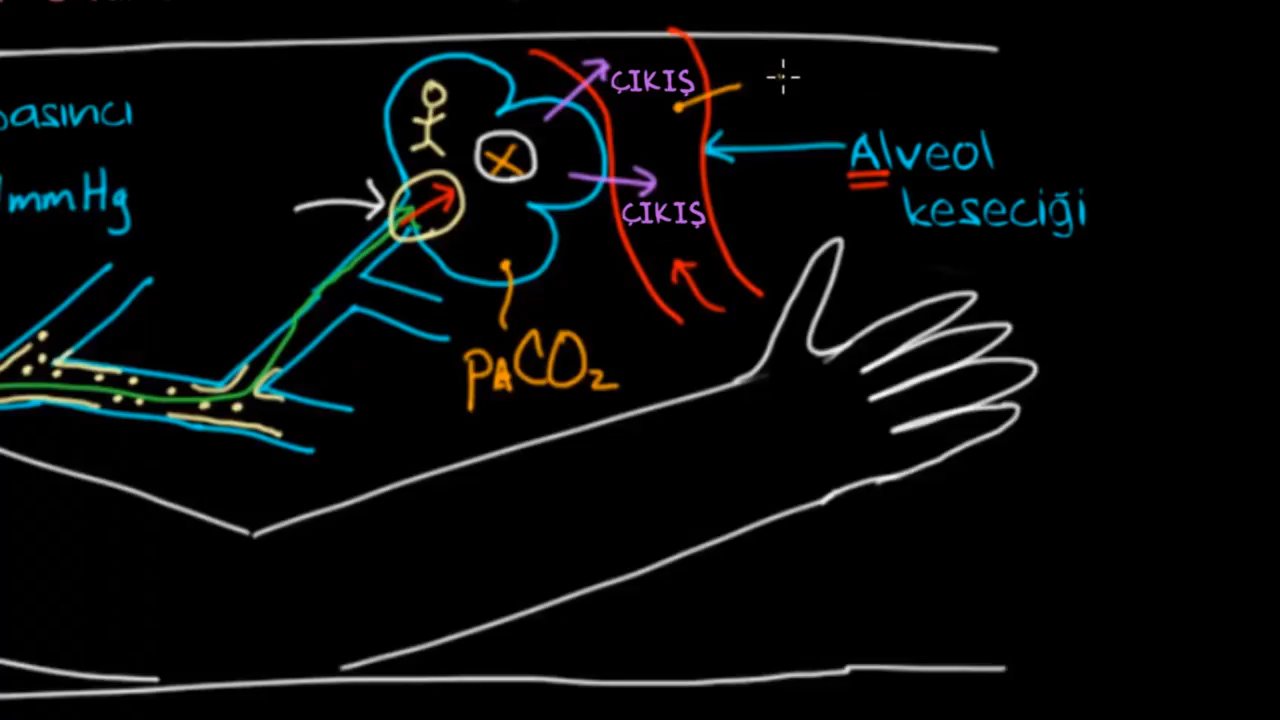 basıncı
mmHg
ÇIKIŞ
ÇIKIŞ
Alveol
keseciği
PACO₂